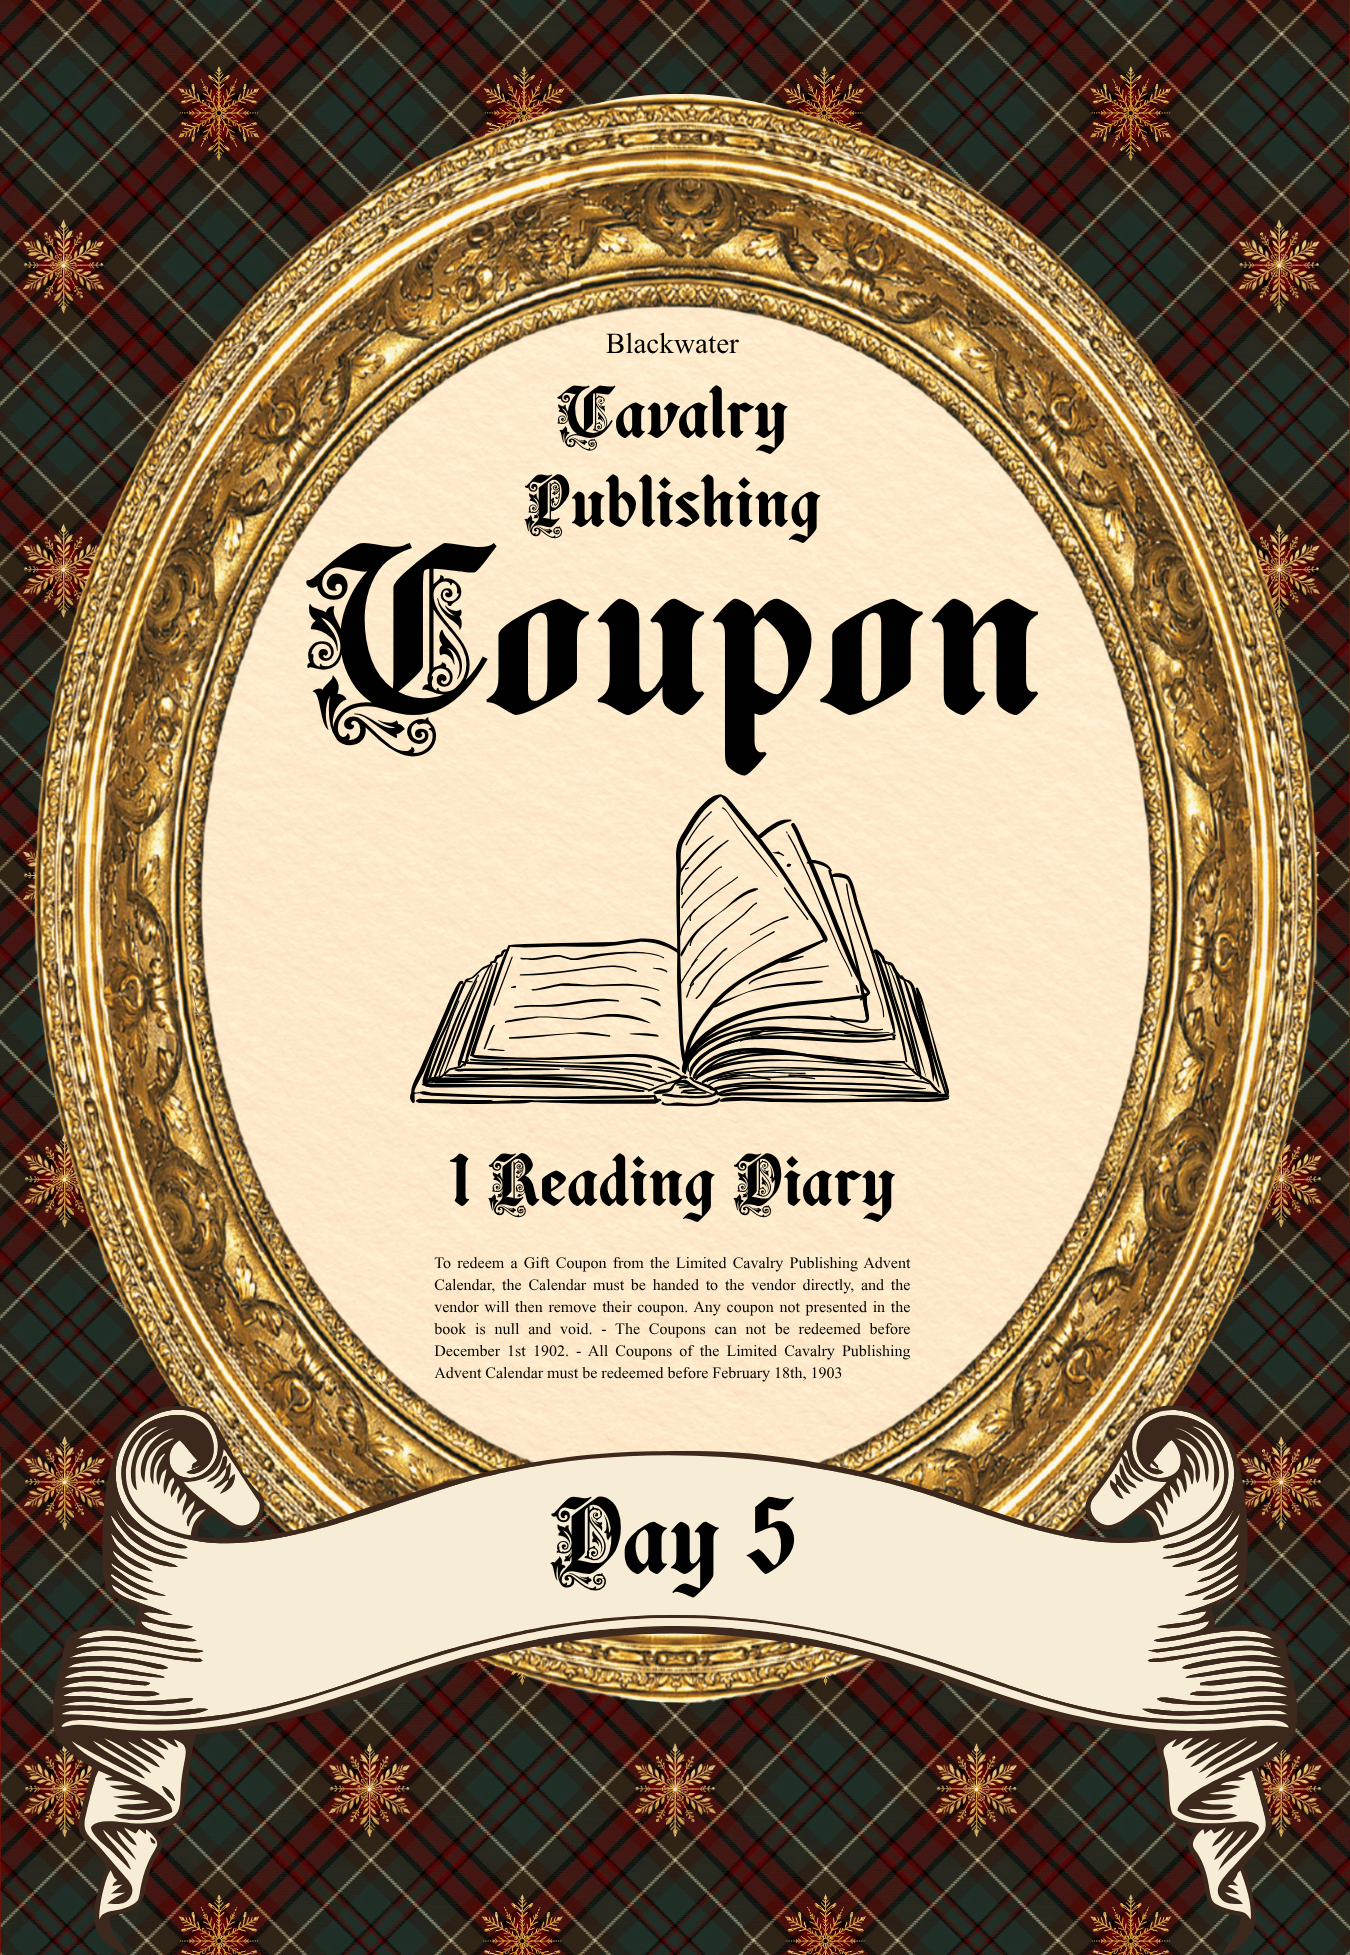 Blackwater
Cavalry
Publishing
Coupon
1 Reading Diary
To redeem a Gift Coupon from the Limited Cavalry Publishing Advent
Calendar, the Calendar must be handed to the vendor directly, and the
vendor will then remove their coupon. Any coupon not presented in the
book is null and void. - The Coupons can not be redeemed before
December 1st 1902. - All Coupons of the Limited Cavalry Publishing
Advent Calendar must be redeemed before February 18th, 1903
Day 5